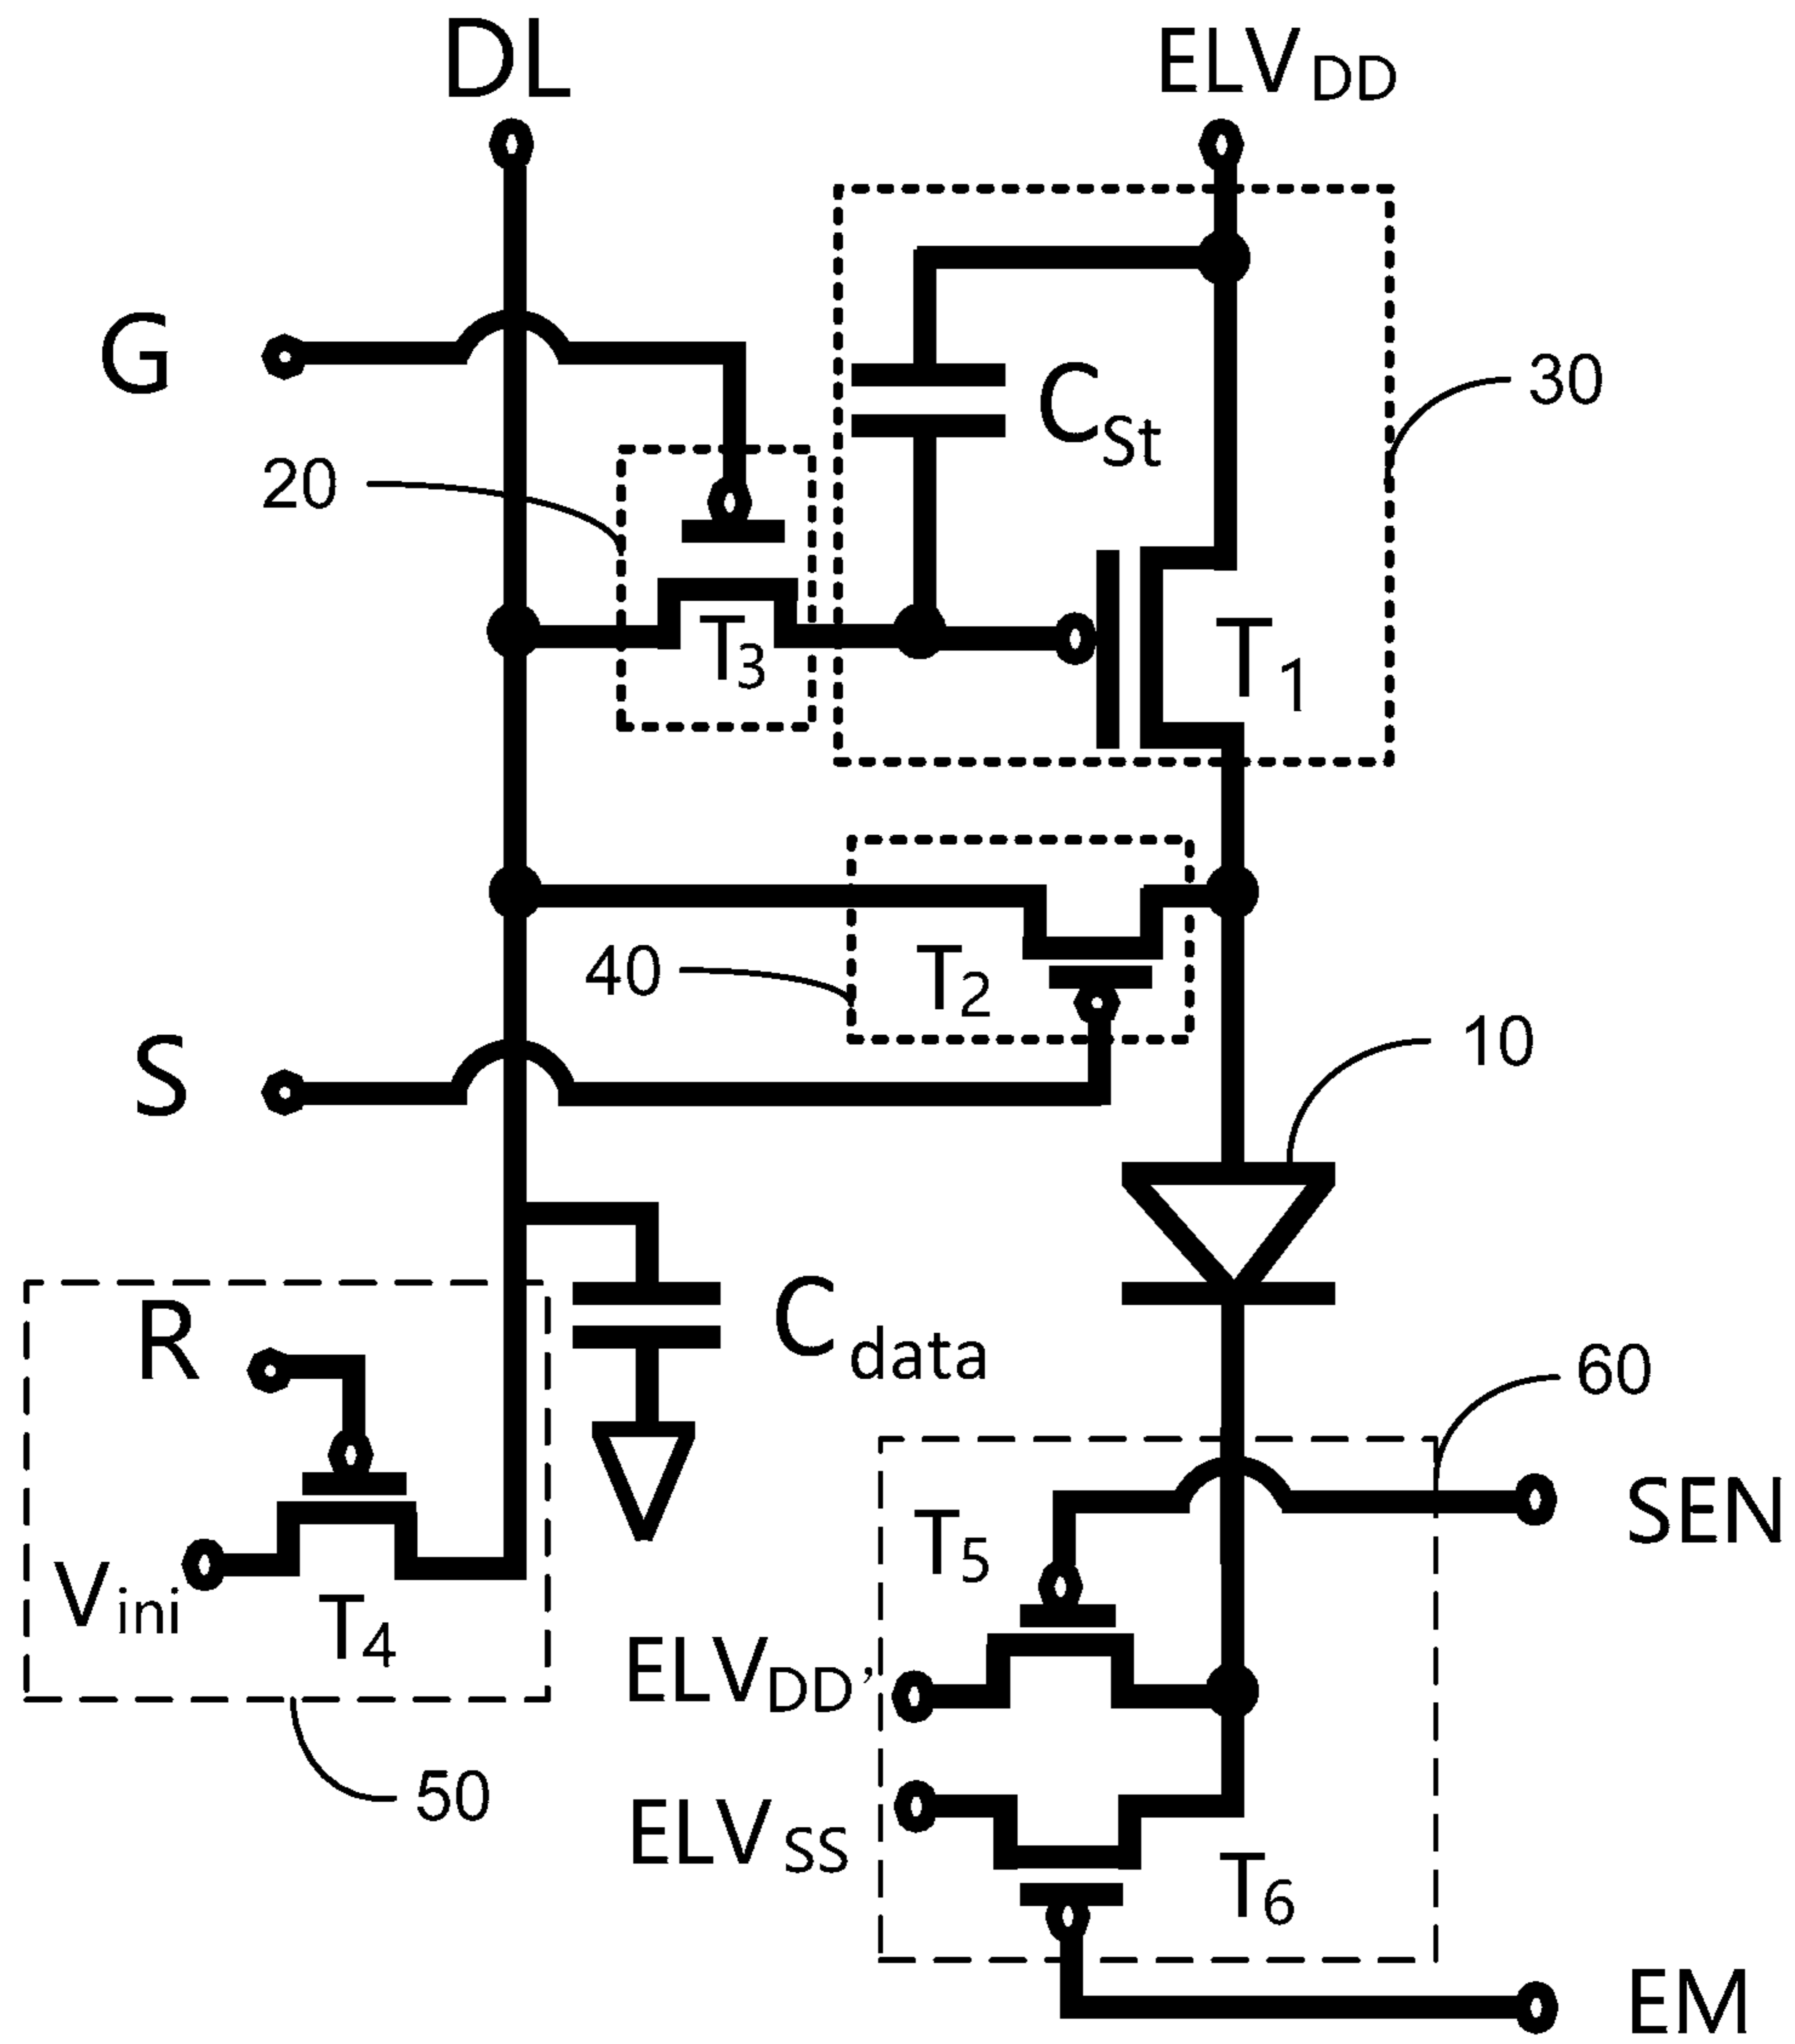 DL
ELVDD
G
30
CSt
20
T3
T1
40
T2
S
10
R
Cdata
60
SEN
T5
Vini
T4
ELVDD'
50
ELVSS
T6
EM